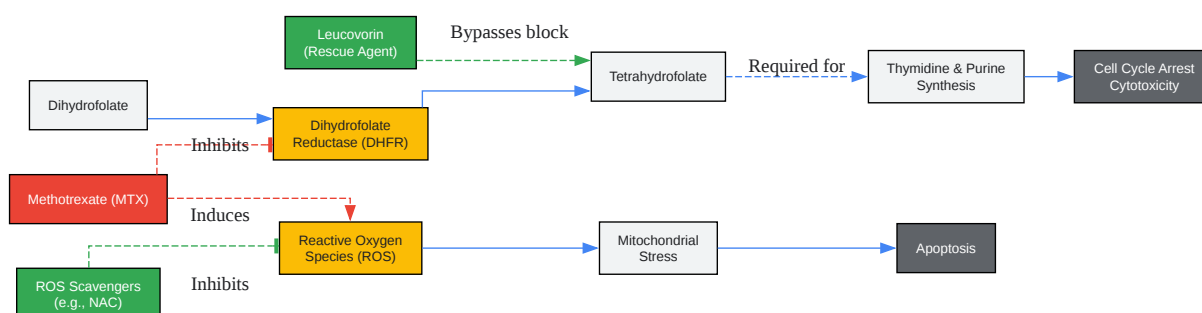 Leucovorin
(Rescue Agent)
Bypasses block
Tetrahydrofolate
Required for
Thymidine & Purine
Synthesis
Cell Cycle Arrest
Cytotoxicity
Dihydrofolate
Dihydrofolate
Reductase (DHFR)
Inhibits
Methotrexate (MTX)
Induces
Reactive Oxygen
Species (ROS)
Mitochondrial
Stress
Apoptosis
Inhibits
ROS Scavengers
(e.g., NAC)